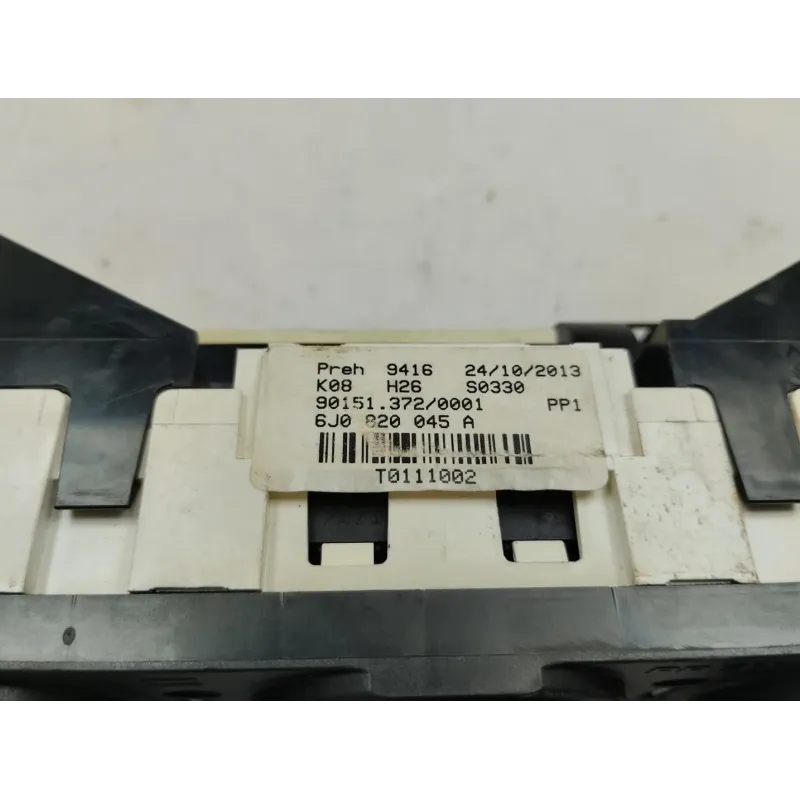 Preh 9416 24/10/2013
K08 H26 S0330
90151.372/0001 PP1
6J0 820 045 A
T0111002